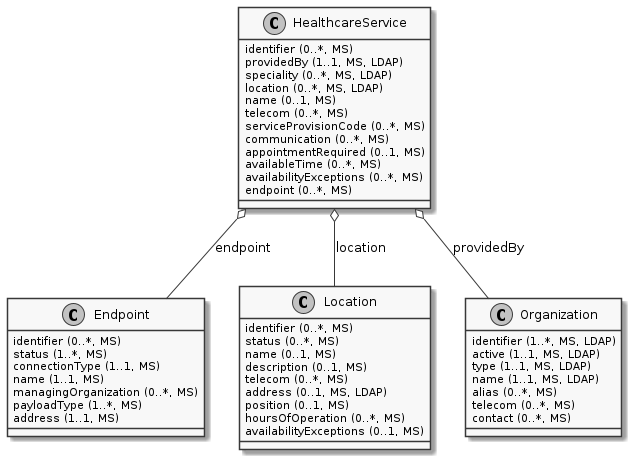 C HealthcareService
identifier (0..*, MS)
providedBy (1..1, MS, LDAP)
speciality (0..*, MS, LDAP)
location (0..*, MS, LDAP)
name (0..1, MS)
telecom (0..*, MS)
serviceProvisionCode (0..*, MS)
communication (0..*, MS)
appointmentRequired (0..1, MS)
availableTime (0..*, MS)
availabilityExceptions (0..*, MS)
endpoint (0..*, MS)
endpoint
location
providedBy
C Endpoint
identifier (0..*, MS)
status (1..*, MS)
connectionType (1..1, MS)
name (1..1, MS)
managingOrganization (0..*, MS)
payloadType (1..*, MS)
address (1..1, MS)
C Location
identifier (0..*, MS)
status (0..*, MS)
name (0..1, MS)
description (0..1, MS)
telecom (0..*, MS)
address (0..1, MS, LDAP)
position (0..1, MS)
hoursOfOperation (0..*, MS)
availabilityExceptions (0..1, MS)
C Organization
identifier (1..*, MS, LDAP)
active (1..1, MS, LDAP)
type (1..1, MS, LDAP)
name (1..1, MS, LDAP)
alias (0..*, MS)
telecom (0..*, MS)
contact (0..*, MS)